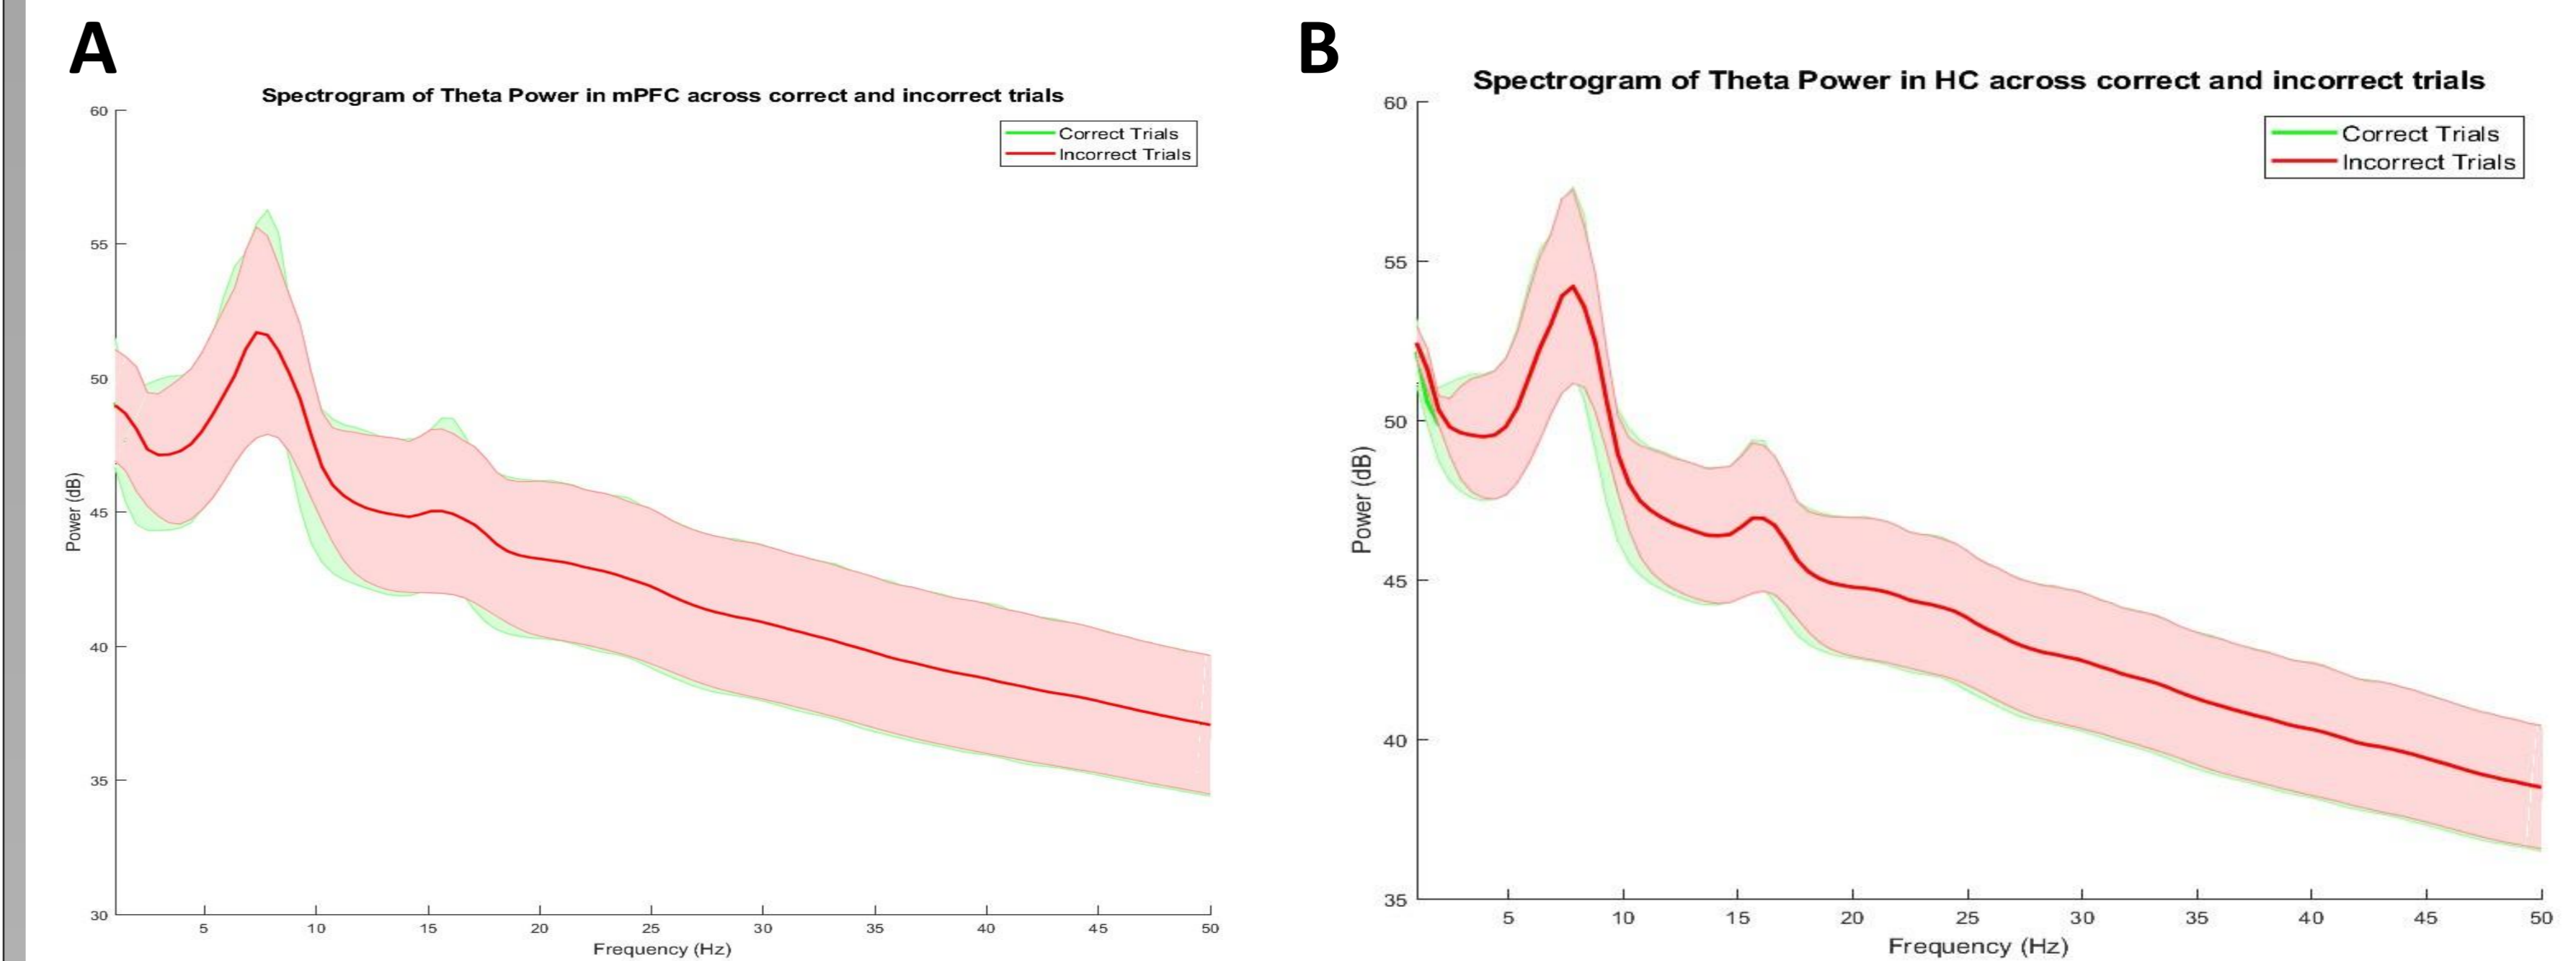 A
Spectrogram of Theta Power in mPFC across correct and incorrect trials
60
55
50
45
40
35
30
Power (dB)
Correct Trials
Incorrect Trials
5 10 15 20 25 30 35 40 45 50
Frequency (Hz)
B
Spectrogram of Theta Power in HC across correct and incorrect trials
60
55
50
45
40
35
Power (dB)
Correct Trials
Incorrect Trials
5 10 15 20 25 30 35 40 45 50
Frequency (Hz)